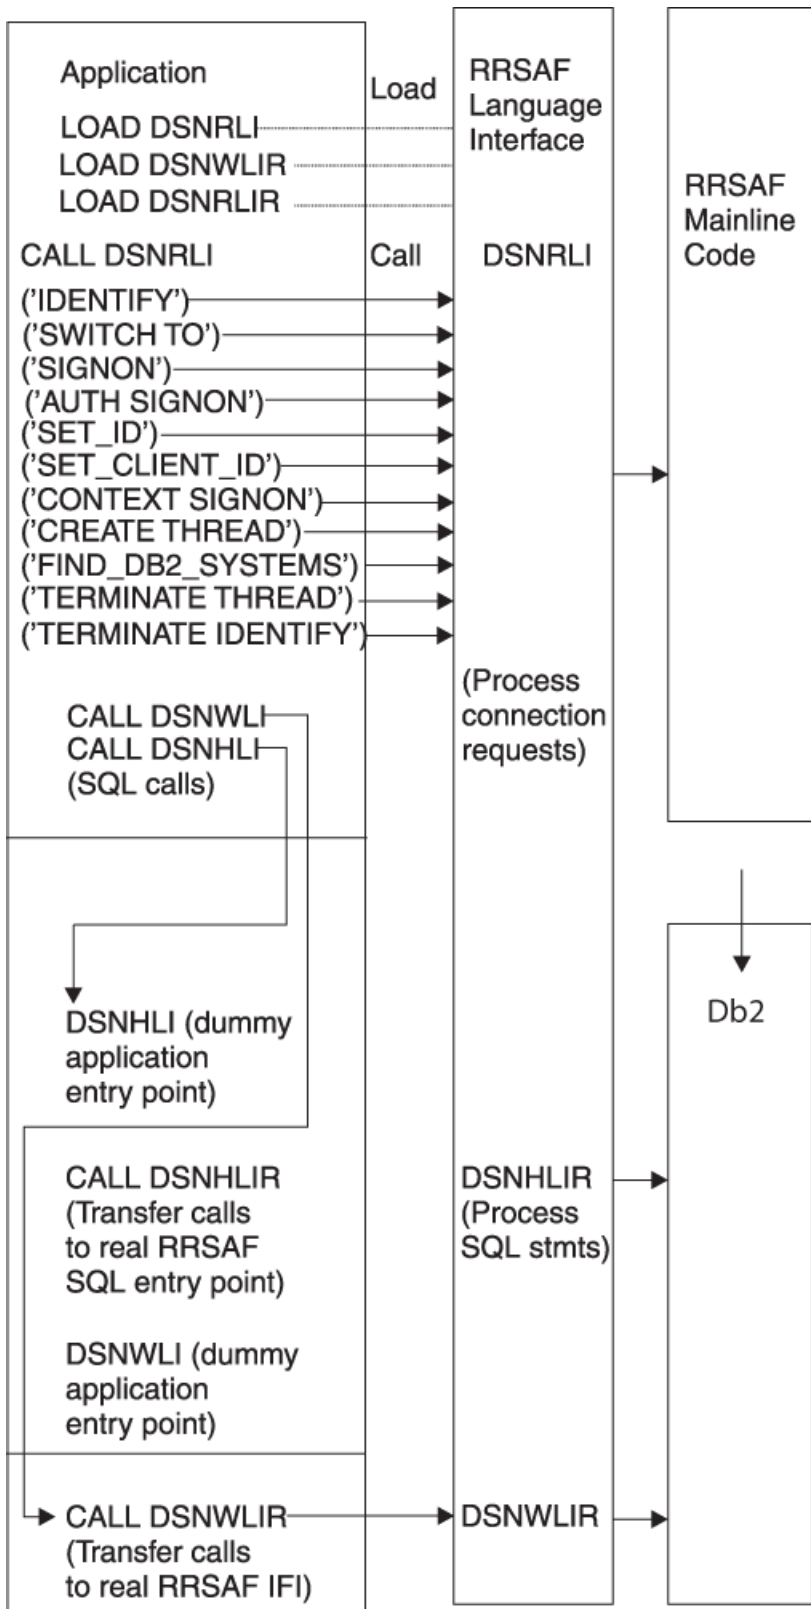 Application
Load
RRSAF
Language
Interface
LOAD DSNRLI
LOAD DSNWLIR
LOAD DSNRLIR
RRSAF
Mainline
Code
CALL DSNRLI
Call
DSNRLI
('IDENTIFY')
('SWITCH TO')
('SIGNON')
('AUTH SIGNON')
('SET_ID')
('SET_CLIENT_ID')
('CONTEXT SIGNON')
('CREATE THREAD')
('FIND_DB2_SYSTEMS')
('TERMINATE THREAD')
('TERMINATE IDENTIFY')
(Process
connection
requests)
CALL DSNWLI
CALL DSNHLI
(SQL calls)
Db2
DSNHLI (dummy
application
entry point)
CALL DSNHLIR
(Transfer calls
to real RRSAF
SQL entry point)
DSNHLIR
(Process
SQL stmts)
DSNWLI (dummy
application
entry point)
CALL DSNWLIR
(Transfer calls
to real RRSAF IFI)
DSNWLIR